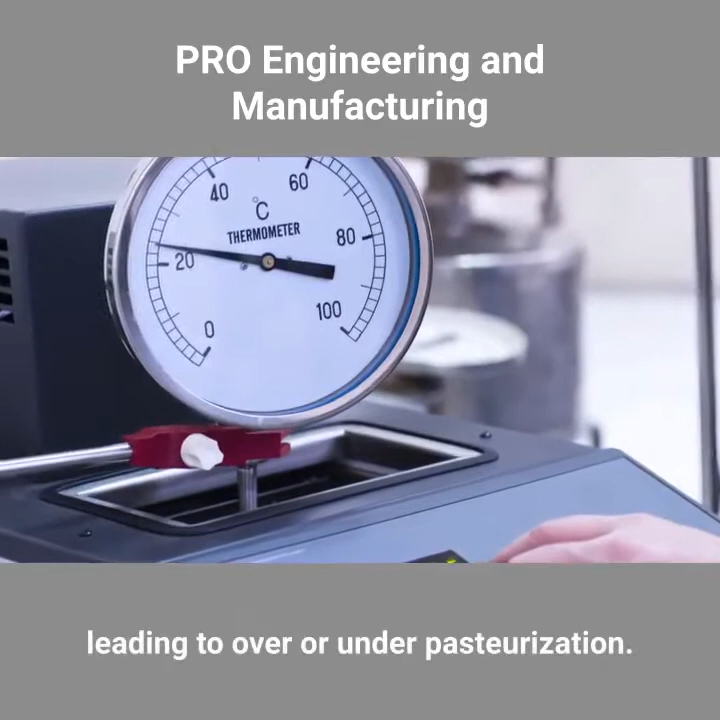 PRO Engineering and
Manufacturing
40
60
°C
THERMOMETER
20
80
0
100
leading to over or under pasteurization.